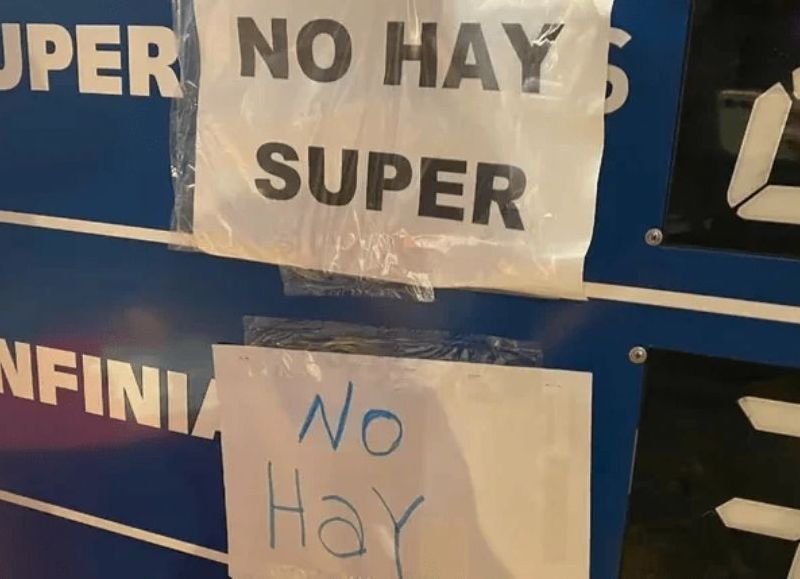 UPER
NO HAY
SUPER
S
NFINIA
No
Hay